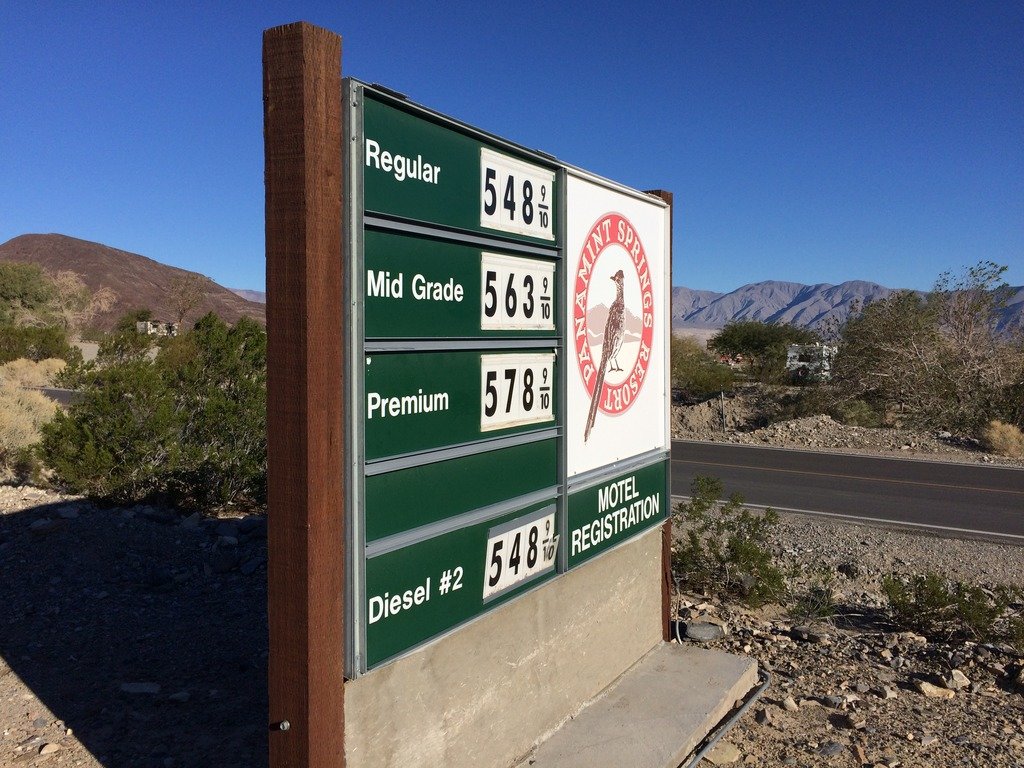 Regular 548 9/10
Mid Grade 563 9/10
Premium 578 9/10
Diesel #2 548 9/10
PANAMINT SPRINGS RESORT
MOTEL
REGISTRATION